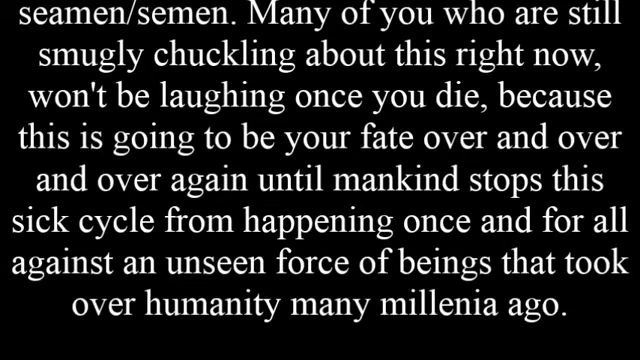 seamen/semen. Many of you who are still
smugly chuckling about this right now,
won't be laughing once you die, because
this is going to be your fate over and over
and over again until mankind stops this
sick cycle from happening once and for all
against an unseen force of beings that took
over humanity many millenia ago.